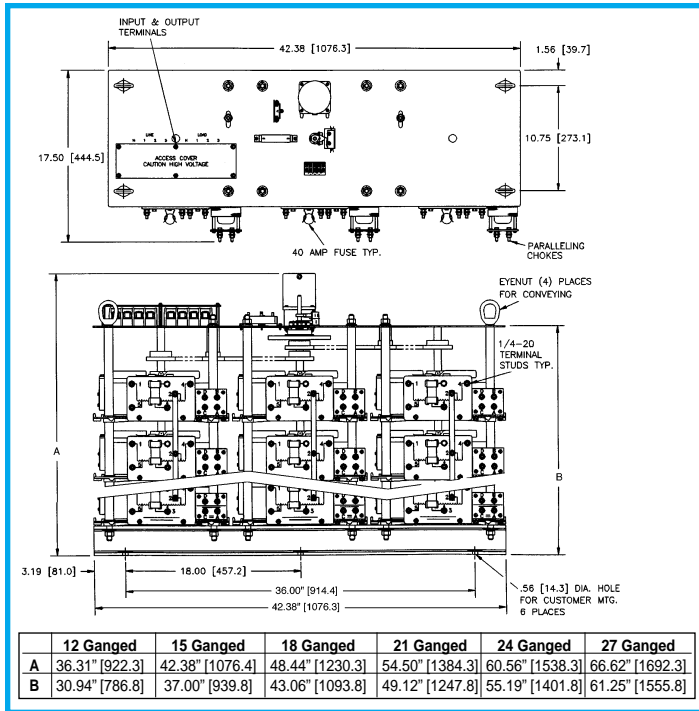 INPUT & OUTPUT
TERMINALS
42.38 [1076.3]
1.56 [39.7]
LINE LOAD
N 1 2 3 N 1 2 3
ACCESS COVER
CAUTION HIGH VOLTAGE
17.50 [444.5]
10.75 [273.1]
40 AMP FUSE TYP.
PARALLELING
CHOKES
EYENUT (4) PLACES
FOR CONVEYING
1/4-20
TERMINAL
STUDS TYP.
A
B
3.19 [81.0]
18.00 [457.2]
36.00" [914.4]
42.38" [1076.3]
.56 [14.3] DIA. HOLE
FOR CUSTOMER MTG.
6 PLACES
12 Ganged 15 Ganged 18 Ganged 21 Ganged 24 Ganged 27 Ganged
A 36.31" [922.3] 42.38" [1076.4] 48.44" [1230.3] 54.50" [1384.3] 60.56" [1538.3] 66.62" [1692.3]
B 30.94" [786.8] 37.00" [939.8] 43.06" [1093.8] 49.12" [1247.8] 55.19" [1401.8] 61.25" [1555.8]